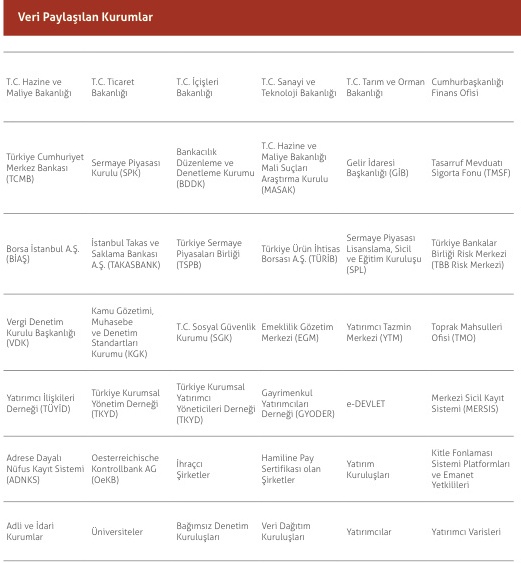 Veri Paylaşılan Kurumlar
T.C. Hazine ve
Maliye Bakanlığı
T.C. Ticaret
Bakanlığı
T.C. İçişleri
Bakanlığı
T.C. Sanayi ve
Teknoloji Bakanlığı
T.C. Tarım ve Orman
Bakanlığı
Cumhurbaşkanlığı
Finans Ofisi
Türkiye Cumhuriyet
Merkez Bankası
(TCMB)
Sermaye Piyasası
Kurulu (SPK)
Bankacılık
Düzenleme ve
Denetleme Kurumu
(BDDK)
T.C. Hazine ve
Maliye Bakanlığı
Mali Suçları
Araştırma Kurulu
(MASAK)
Gelir İdaresi
Başkanlığı (GİB)
Tasarruf Mevduatı
Sigorta Fonu (TMSF)
Borsa İstanbul A.Ş.
(BİAŞ)
İstanbul Takas ve
Saklama Bankası
A.Ş. (TAKASBANK)
Türkiye Sermaye
Piyasaları Birliği
(TSPB)
Türkiye Ürün İhtisas
Borsası A.Ş. (TÜRİB)
Sermaye Piyasası
Lisanslama, Sicil
ve Eğitim Kuruluşu
(SPL)
Türkiye Bankalar
Birliği Risk Merkezi
(TBB Risk Merkezi)
Vergi Denetim
Kurulu Başkanlığı
(VDK)
Kamu Gözetimi,
Muhasebe
ve Denetim
Standartları
Kurumu (KGK)
T.C. Sosyal Güvenlik
Kurumu (SGK)
Emeklilik Gözetim
Merkezi (EGM)
Yatırımcı Tazmin
Merkezi (YTM)
Toprak Mahsulleri
Ofisi (TMO)
Yatırımcı İlişkileri
Derneği (TÜYİD)
Türkiye Kurumsal
Yönetim Derneği
(TKYD)
Türkiye Kurumsal
Yatırımcı
Yöneticileri Derneği
(TKYD)
Gayrimenkul
Yatırımcıları
Derneği (GYODER)
e-DEVLET
Merkezi Sicil Kayıt
Sistemi (MERSIS)
Adrese Dayalı
Nüfus Kayıt Sistemi
(ADNKS)
Oesterreichische
Kontrollbank AG
(OeKB)
İhraççı
Şirketler
Hamiline Pay
Sertifikası olan
Şirketler
Yatırım
Kuruluşları
Kitle Fonlaması
Sistemi Platformları
ve Emanet
Yetkilileri
Adli ve İdari
Kurumlar
Üniversiteler
Bağımsız Denetim
Kuruluşları
Veri Dağıtım
Kuruluşları
Yatırımcılar
Yatırımcı Varisleri